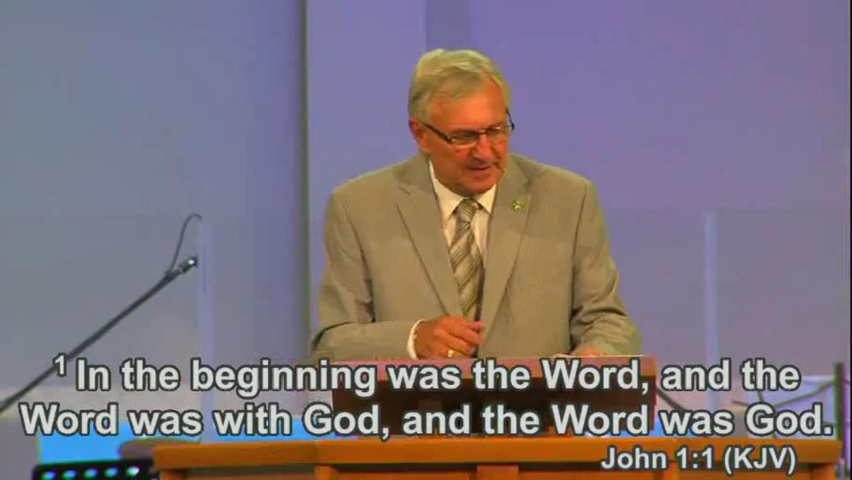 1 In the beginning was the Word, and the
Word was with God, and the Word was God.
John 1:1 (KJV)